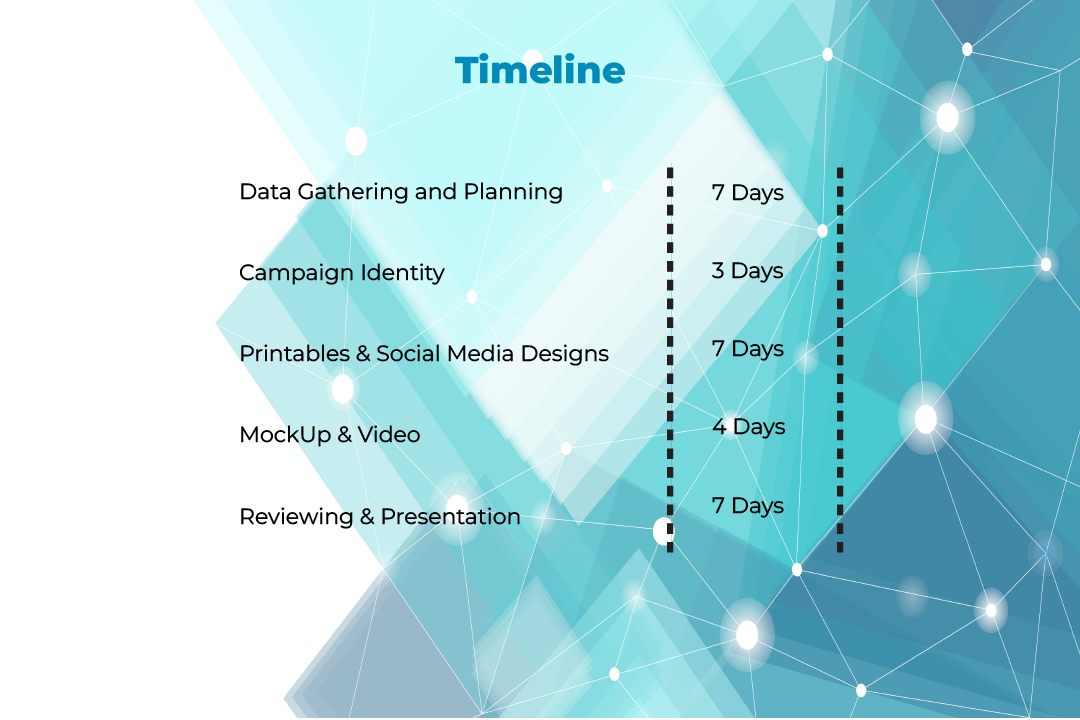 Timeline
Data Gathering and Planning 7 Days
Campaign Identity 3 Days
Printables & Social Media Designs 7 Days
MockUp & Video 4 Days
Reviewing & Presentation 7 Days